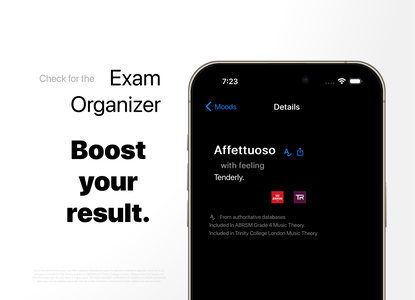 Check for the Exam
Organizer
Boost
your
result.
7:23
Moods
Details
Affettuoso
with feeling
Tenderly.
: From authoritative databases
Included in ABRSM Grade 4 Music Theory.
Included in Trinity College London Music Theory.